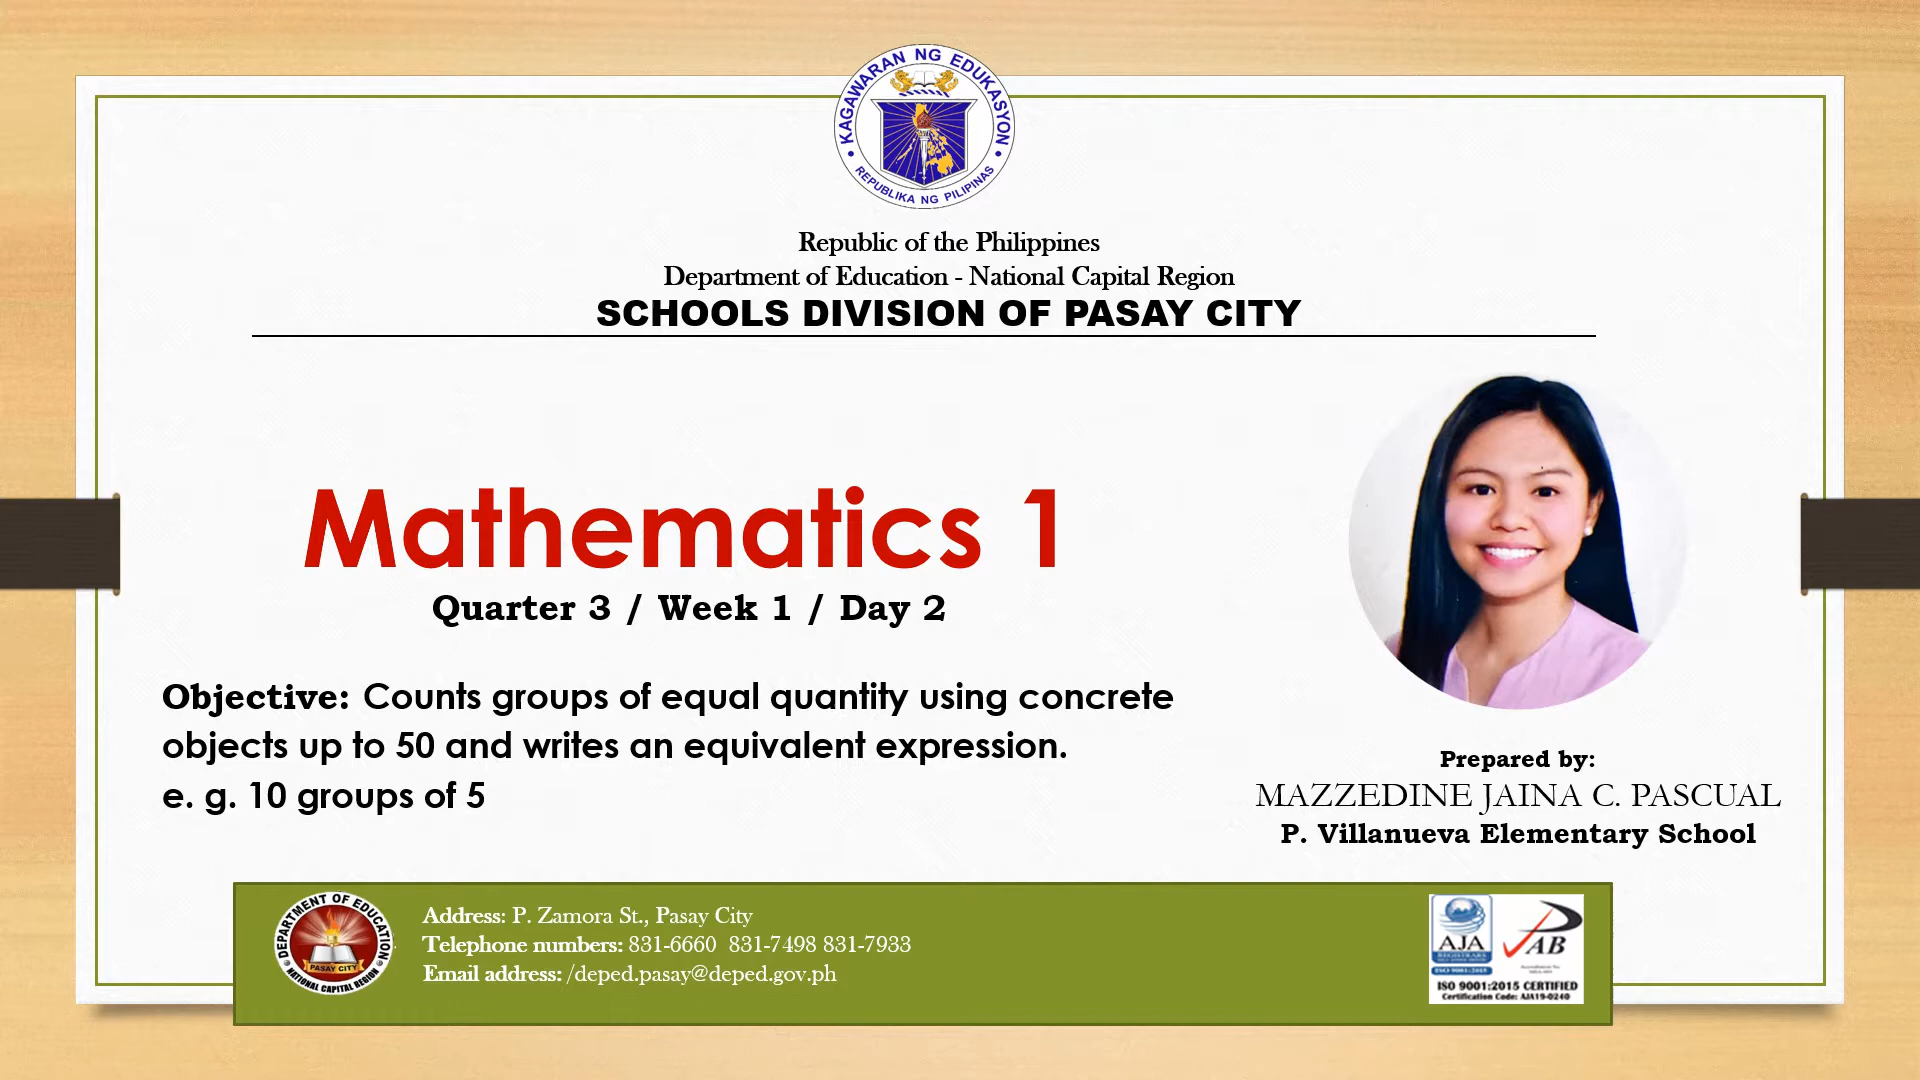 KAGAWARAN NG EDUKASYON
REPUBLIKA NG PILIPINAS
Republic of the Philippines
Department of Education - National Capital Region
SCHOOLS DIVISION OF PASAY CITY
Mathematics 1
Quarter 3 / Week 1 / Day 2
Objective: Counts groups of equal quantity using concrete
objects up to 50 and writes an equivalent expression.
e. g. 10 groups of 5
Prepared by:
MAZZEDINE JAINA C. PASCUAL
P. Villanueva Elementary School
DEPARTMENT OF EDUCATION
PASAY CITY
NATIONAL CAPITAL REGION
Address: P. Zamora St., Pasay City
Telephone numbers: 831-6660  831-7498 831-7933
Email address: /deped.pasay@deped.gov.ph
AJA
REGISTRARS
ISO 9001:2015
PAB
ISO 9001:2015 CERTIFIED
Certification Code: AJA19-0240